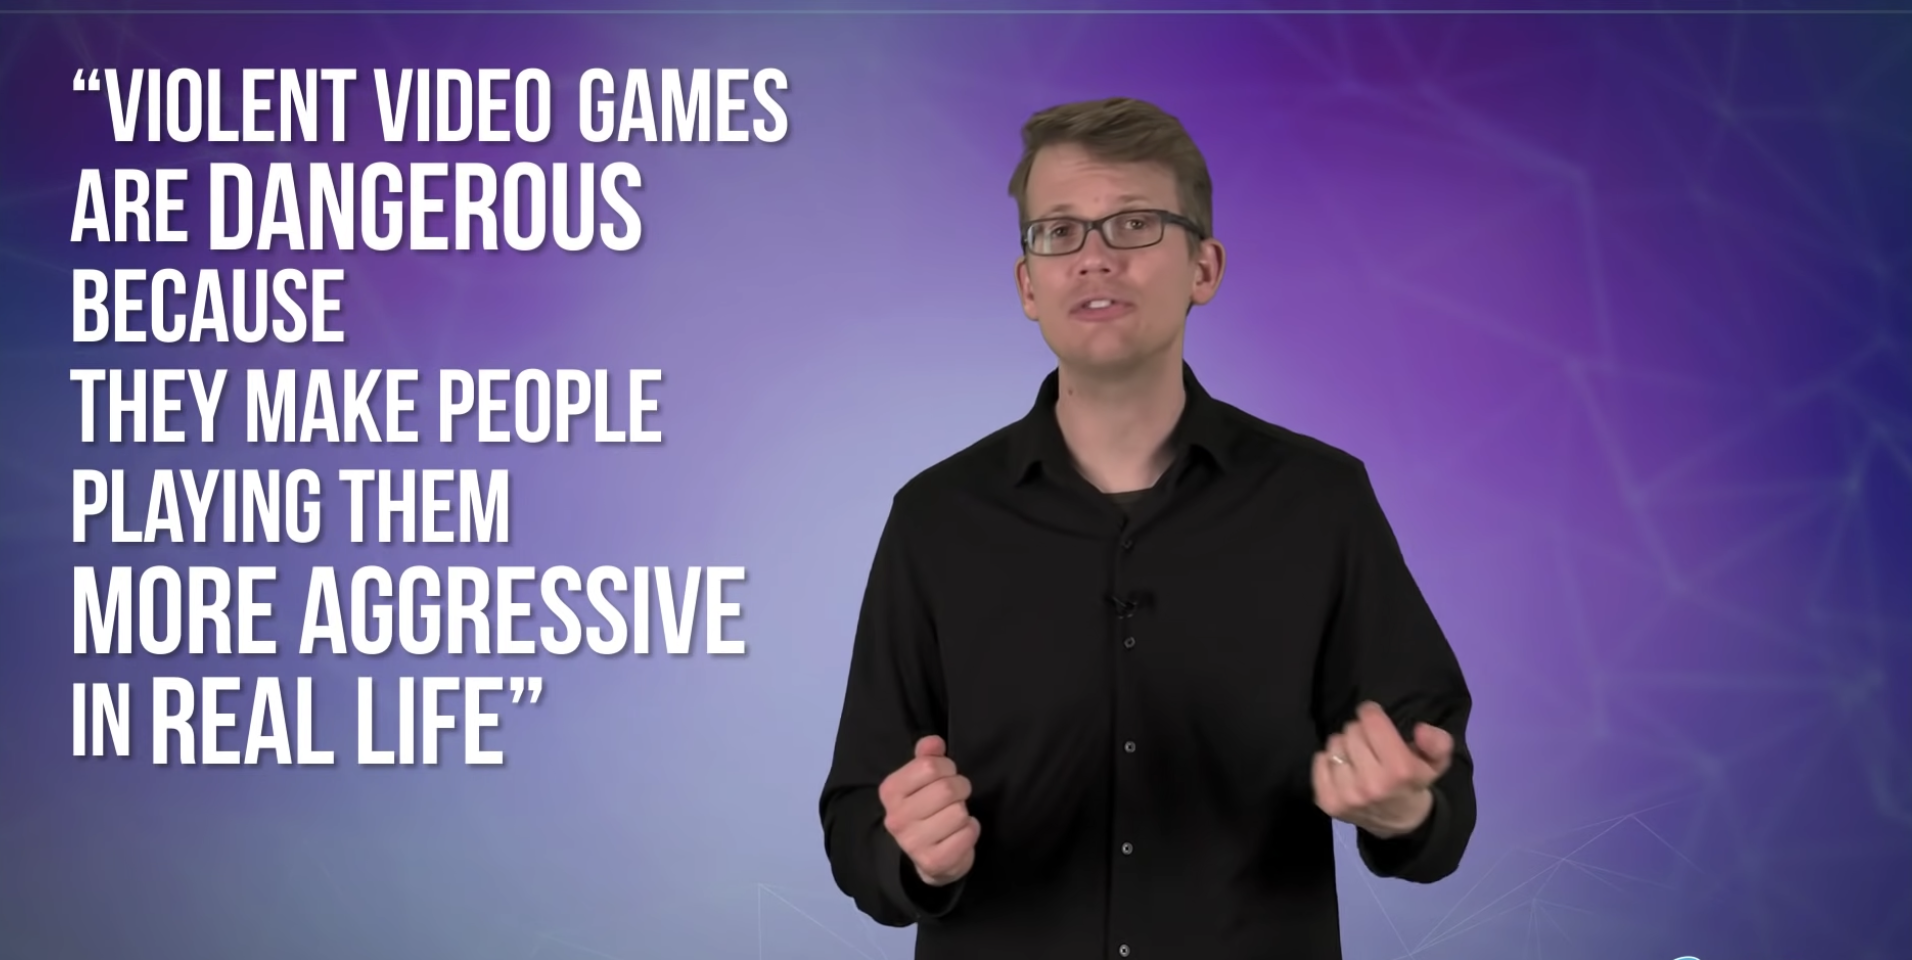 “VIOLENT VIDEO GAMES
ARE DANGEROUS
BECAUSE
THEY MAKE PEOPLE
PLAYING THEM
MORE AGGRESSIVE
IN REAL LIFE”